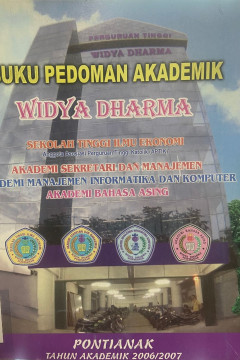 PERGURUAN TINGGI
WIDYA DHARMA
BUKU PEDOMAN AKADEMIK
WIDYA DHARMA
SEKOLAH TINGGI ILMU EKONOMI
AKADEMI SEKRETARI DAN MANAJEMEN
DEMI MANAJEMEN INFORMATIKA DAN KOMPUTER
AKADEMI BAHASA ASING
PONTIANAK
TAHUN AKADEMIK 2006/2007